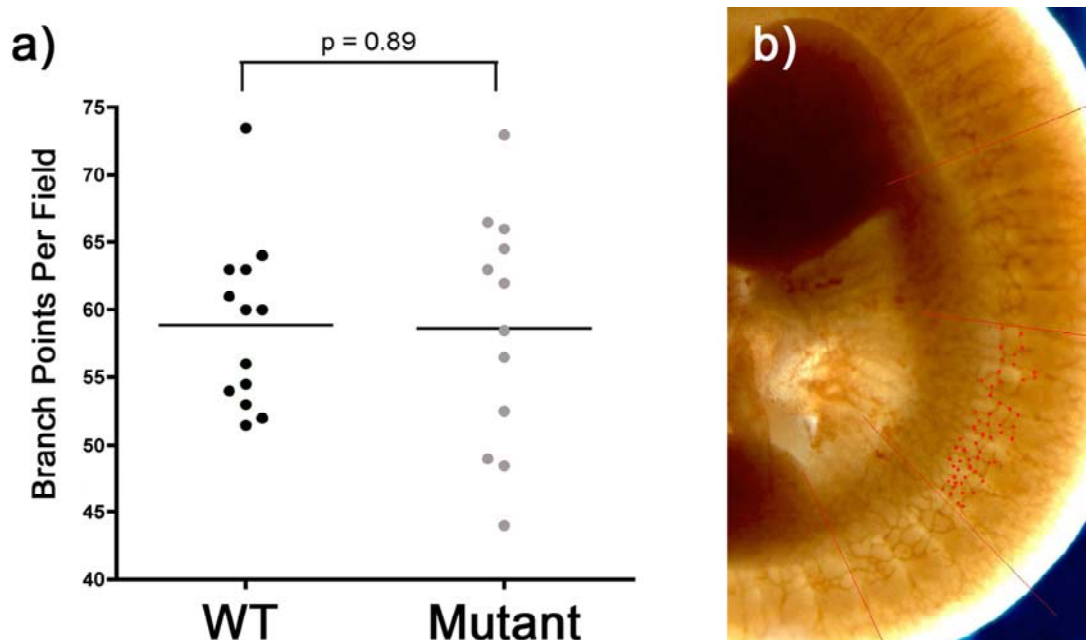 a)
p = 0.89
Branch Points Per Field
75
70
65
60
55
50
45
40
WT
Mutant
b)